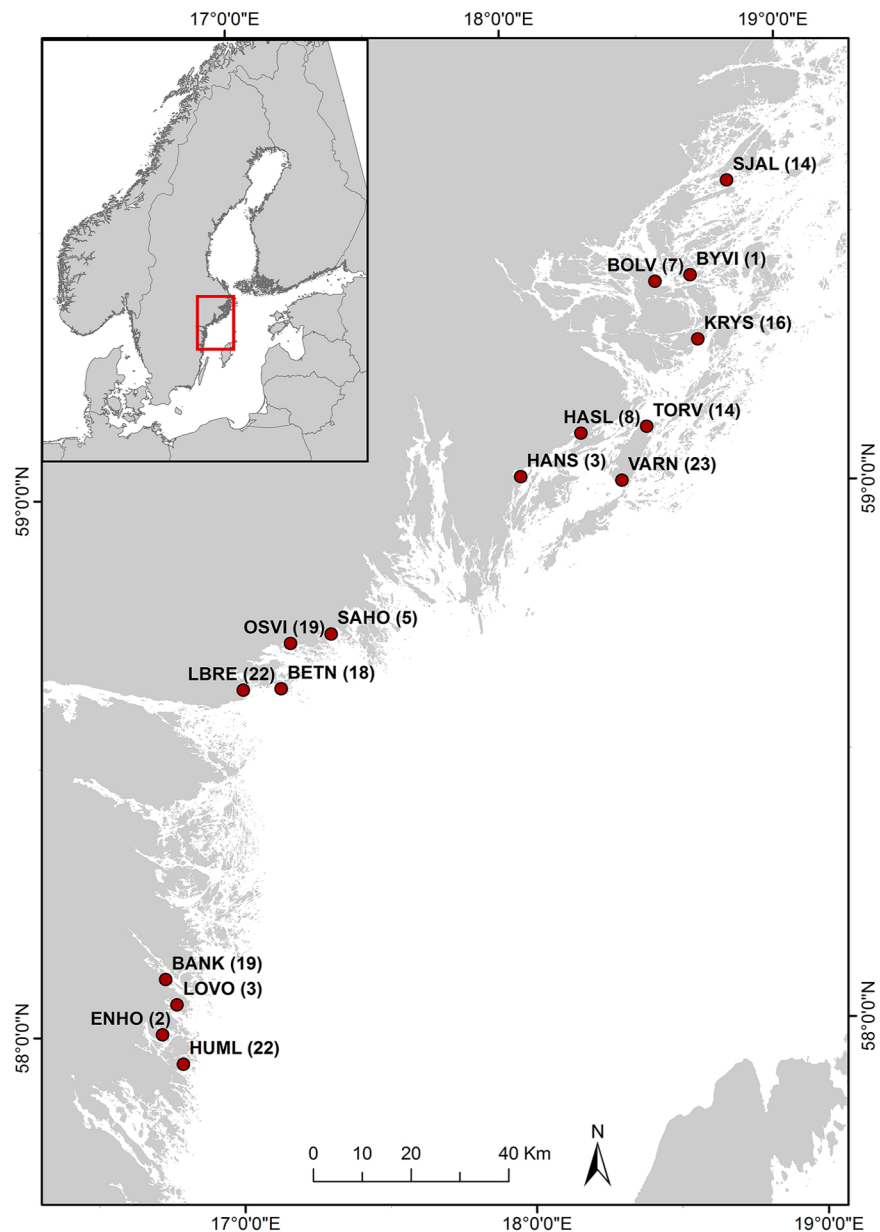 17°0'0"E 18°0'0"E 19°0'0"E
SJAL (14)
BOLV (7) BYVI (1)
KRYS (16)
HASL (8) TORV (14)
HANS (3) VARN (23)
59°0'0"N 59°0'0"N
OSVI (19) SAHO (5)
LBRE (22) BETN (18)
BANK (19)
LOVO (3)
ENHO (2)
58°0'0"N 58°0'0"N
HUML (22)
N
0 10 20 40 Km
17°0'0"E 18°0'0"E 19°0'0"E